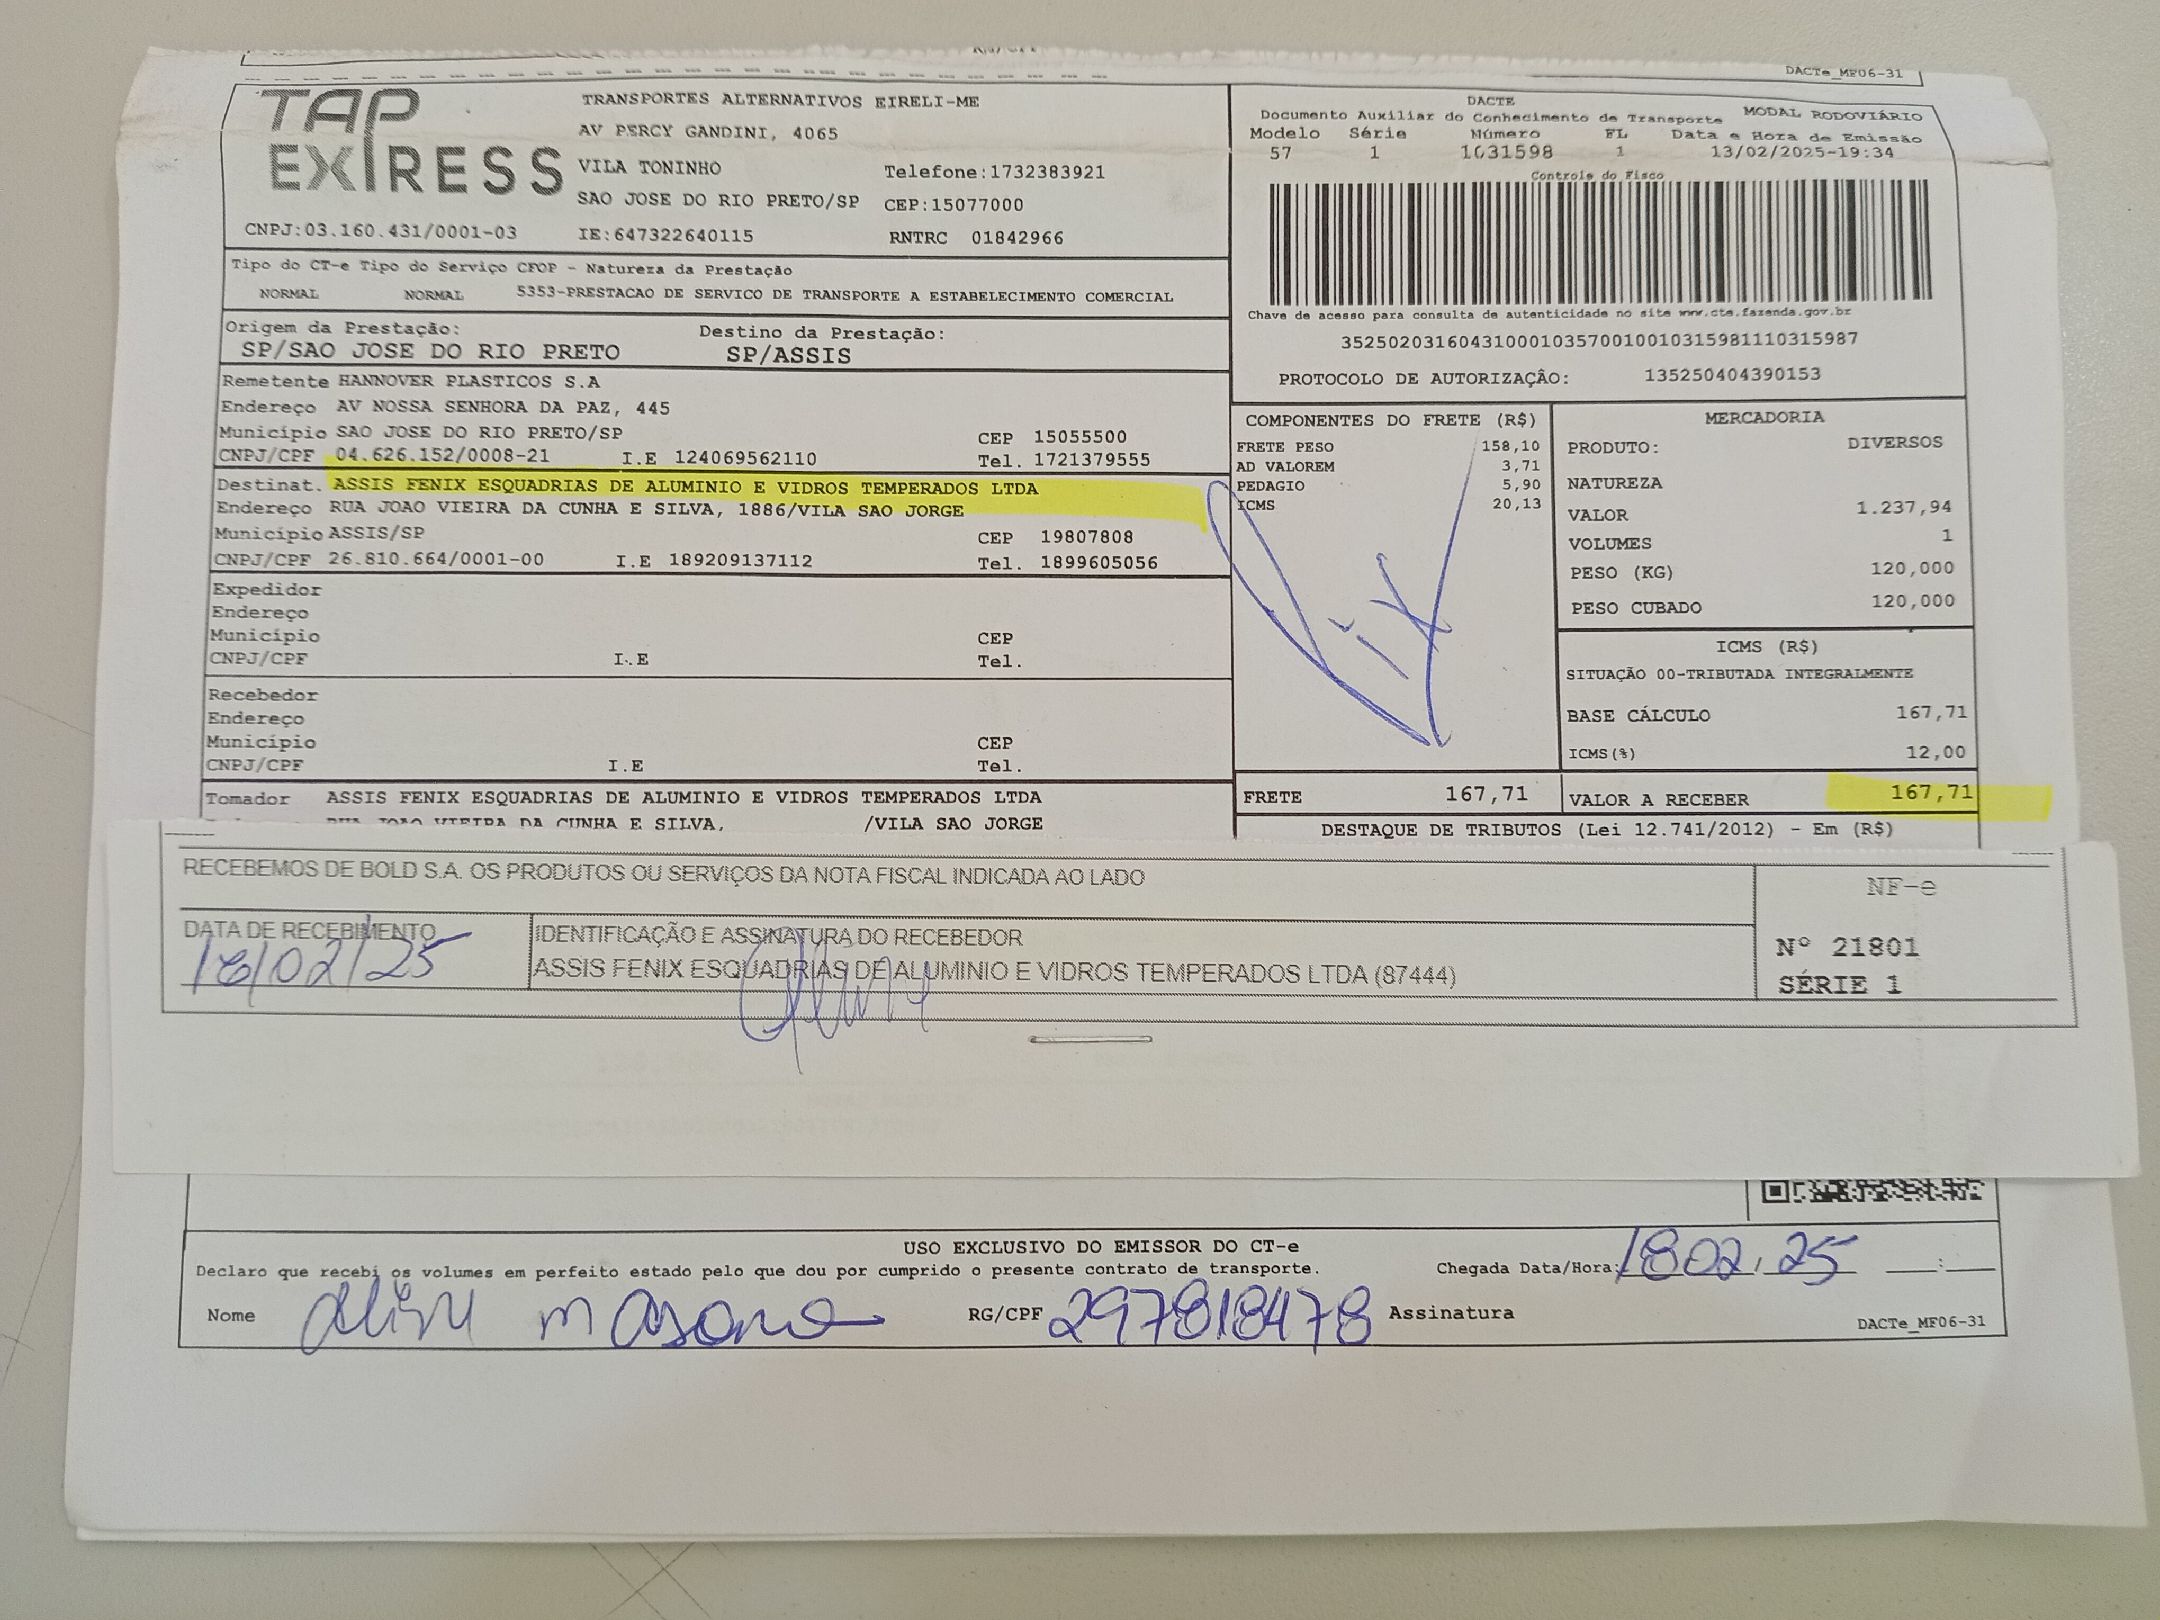 DACTe_MF06-31
TAP EXPRESS
TRANSPORTES ALTERNATIVOS EIRELI-ME
AV PERCY GANDINI, 4065
VILA TONINHO Telefone:1732383921
SAO JOSE DO RIO PRETO/SP CEP:15077000
CNPJ:03.160.431/0001-03 IE:647322640115 RNTRC 01842966
DACTE
Documento Auxiliar do Conhecimento de Transporte MODAL RODOVIÁRIO
Modelo Série Número FL Data e Hora de Emissão
57 1 1031598 1 13/02/2025-19:34
Controle do Fisco
Chave de acesso para consulta de autenticidade no site www.cte.fazenda.gov.br
35250203160431000103570010010315981110315987
PROTOCOLO DE AUTORIZAÇÂO: 135250404390153
Tipo do CT-e Tipo do Serviço CFOP - Natureza da Prestação
NORMAL NORMAL 5353-PRESTACAO DE SERVICO DE TRANSPORTE A ESTABELECIMENTO COMERCIAL
Origem da Prestação: Destino da Prestação:
SP/SAO JOSE DO RIO PRETO SP/ASSIS
Remetente HANNOVER PLASTICOS S.A
Endereço AV NOSSA SENHORA DA PAZ, 445
Município SAO JOSE DO RIO PRETO/SP CEP 15055500
CNPJ/CPF 04.626.152/0008-21 I.E 124069562110 Tel. 1721379555
Destinat. ASSIS FENIX ESQUADRIAS DE ALUMINIO E VIDROS TEMPERADOS LTDA
Endereço RUA JOAO VIEIRA DA CUNHA E SILVA, 1886/VILA SAO JORGE
Município ASSIS/SP CEP 19807808
CNPJ/CPF 26.810.664/0001-00 I.E 189209137112 Tel. 1899605056
Expedidor
Endereço
Município CEP
CNPJ/CPF I.E Tel.
Recebedor
Endereço
Município CEP
CNPJ/CPF I.E Tel.
Tomador ASSIS FENIX ESQUADRIAS DE ALUMINIO E VIDROS TEMPERADOS LTDA
RUA JOAO VIEIRA DA CUNHA E SILVA, /VILA SAO JORGE
COMPONENTES DO FRETE (R$)
FRETE PESO 158,10
AD VALOREM 3,71
PEDAGIO 5,90
ICMS 20,13
Pix
MERCADORIA
PRODUTO: DIVERSOS
NATUREZA
VALOR 1.237,94
VOLUMES 1
PESO (KG) 120,000
PESO CUBADO 120,000
ICMS (R$)
SITUAÇÃO 00-TRIBUTADA INTEGRALMENTE
BASE CÁLCULO 167,71
ICMS(%) 12,00
FRETE 167,71 VALOR A RECEBER 167,71
DESTAQUE DE TRIBUTOS (Lei 12.741/2012) - Em (R$)
RECEBEMOS DE BOLD S.A. OS PRODUTOS OU SERVIÇOS DA NOTA FISCAL INDICADA AO LADO
NF-e
Nº 21801
SÉRIE 1
DATA DE RECEBIMENTO
18/02/25
IDENTIFICAÇÃO E ASSINATURA DO RECEBEDOR
ASSIS FENIX ESQUADRIAS DE ALUMINIO E VIDROS TEMPERADOS LTDA (87444)
USO EXCLUSIVO DO EMISSOR DO CT-e
Declaro que recebi os volumes em perfeito estado pelo que dou por cumprido o presente contrato de transporte. Chegada Data/Hora: 18 02, 25 :
Nome RG/CPF 297818478 Assinatura
DACTe_MF06-31